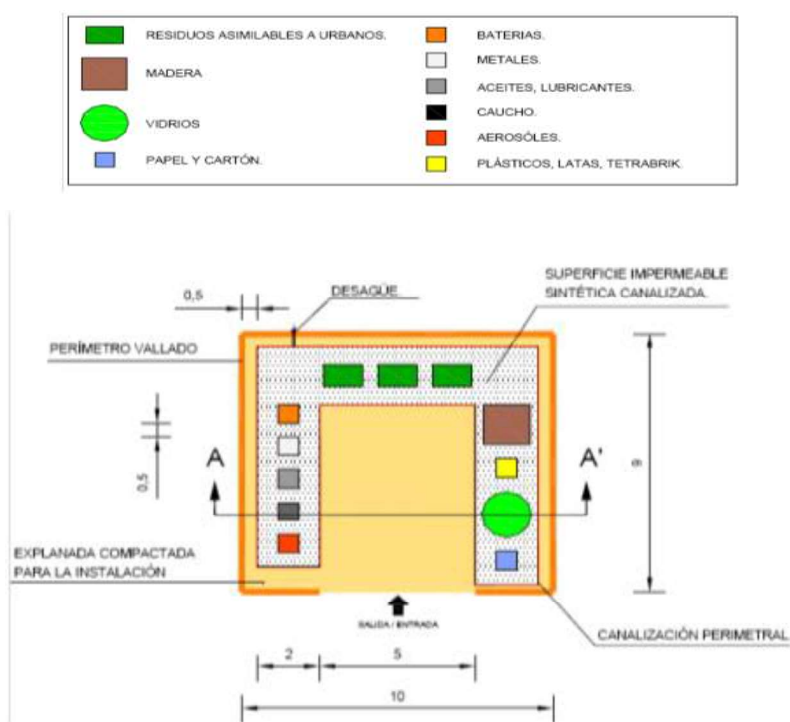 RESIDUOS ASIMILABLES A URBANOS.
MADERA
VIDRIOS
PAPEL Y CARTÓN.
BATERIAS.
METALES.
ACEITES, LUBRICANTES.
CAUCHO.
AEROSÓLES.
PLÁSTICOS, LATAS, TETRABRIK.
SUPERFICIE IMPERMEABLE
SINTÉTICA CANALIZADA.
DESAGÜE
0,5
PERÍMETRO VALLADO
A
A'
0,5
9
EXPLANADA COMPACTADA
PARA LA INSTALACIÓN
SALIDA / ENTRADA
CANALIZACIÓN PERIMETRAL
2
5
10